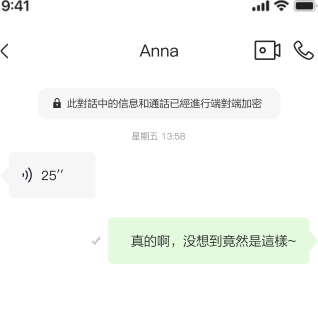 9:41
Anna
此對話中的信息和通話已經進行端對端加密
星期五 13:58
25′′
真的啊，没想到竟然是這樣~